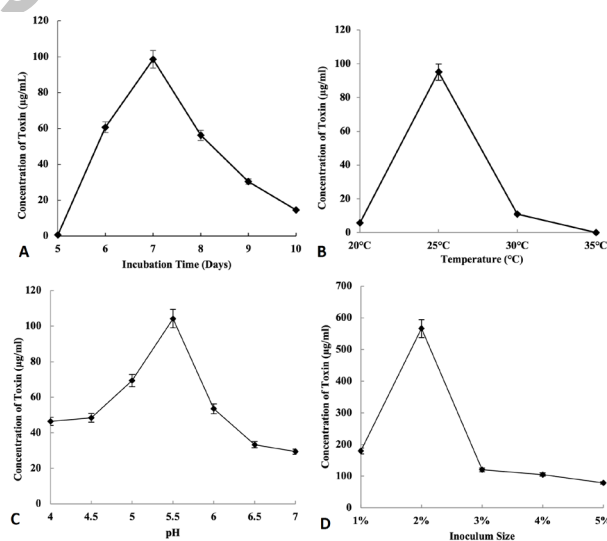 120
100
80
60
40
20
0
Concentration of Toxin (µg/mL)
5 6 7 8 9 10
Incubation Time (Days)
A
120
100
80
60
40
20
0
Concentration of Toxin (µg/ml)
20°C 25°C 30°C 35°C
Temperature (°C)
B
120
100
80
60
40
20
0
Concentration of Toxin (µg/ml)
4 4.5 5 5.5 6 6.5 7
pH
C
700
600
500
400
300
200
100
0
Concentration of Toxin (µg/ml)
1% 2% 3% 4% 5%
Inoculum Size
D